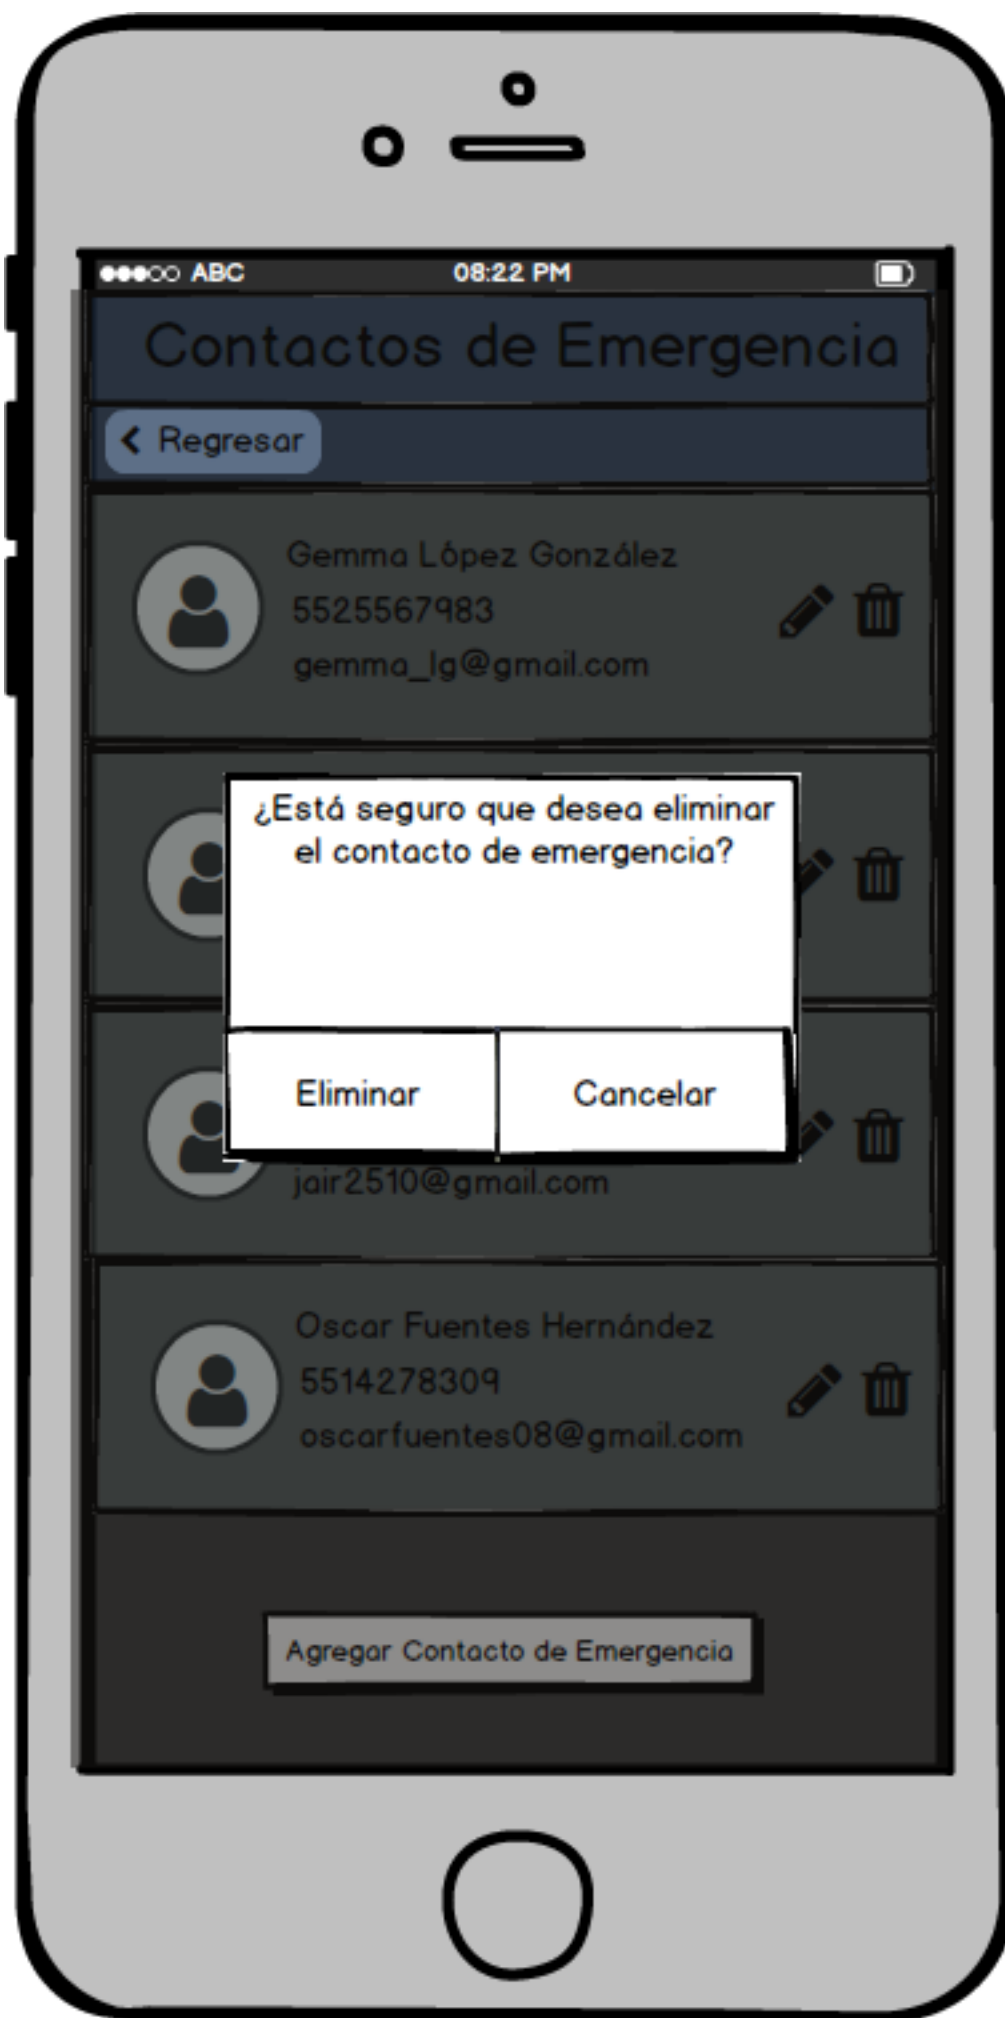 ABC 08:22 PM
Contactos de Emergencia
Regresar
Gemma López González
5525567983
gemma_lg@gmail.com
¿Está seguro que desea eliminar
el contacto de emergencia?
Eliminar Cancelar
jair2510@gmail.com
Oscar Fuentes Hernández
5514278309
oscarfuentes08@gmail.com
Agregar Contacto de Emergencia